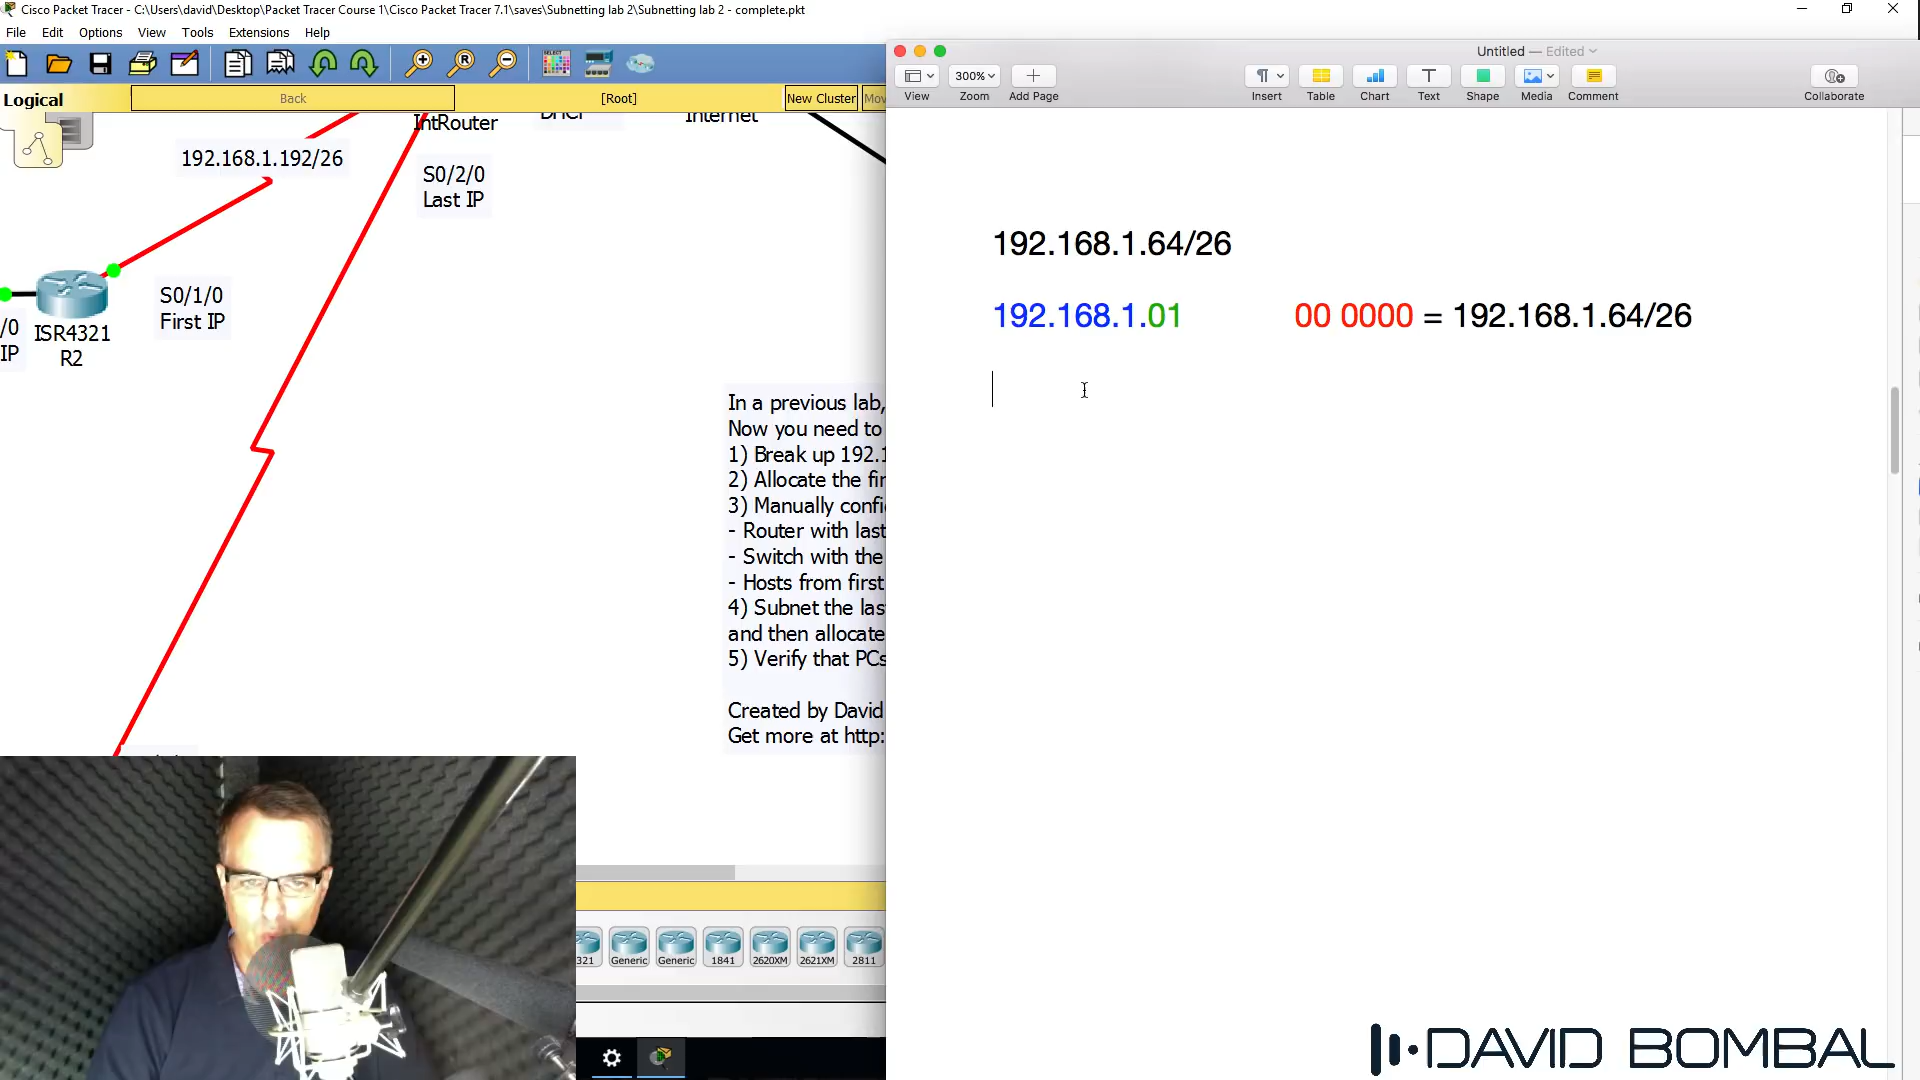 Cisco Packet Tracer - C:\Users\david\Desktop\Packet Tracer Course 1\Cisco Packet Tracer 7.1\saves\Subnetting lab 2\Subnetting lab 2 - complete.pkt
File Edit Options View Tools Extensions Help
Logical Back [Root] New Cluster Mov
IntRouter
Internet
192.168.1.192/26
S0/2/0
Last IP
S0/1/0
First IP
/0
IP
ISR4321
R2
In a previous lab,
Now you need to
1) Break up 192.1
2) Allocate the fir
3) Manually config
- Router with last
- Switch with the
- Hosts from first
4) Subnet the las
and then allocate
5) Verify that PCs
Created by David
Get more at http:
321 Generic Generic 1841 2620XM 2621XM 2811
Untitled — Edited
300%
View Zoom Add Page Insert Table Chart Text Shape Media Comment Collaborate
192.168.1.64/26
192.168.1.01 00 0000 = 192.168.1.64/26
DAVID BOMBAL